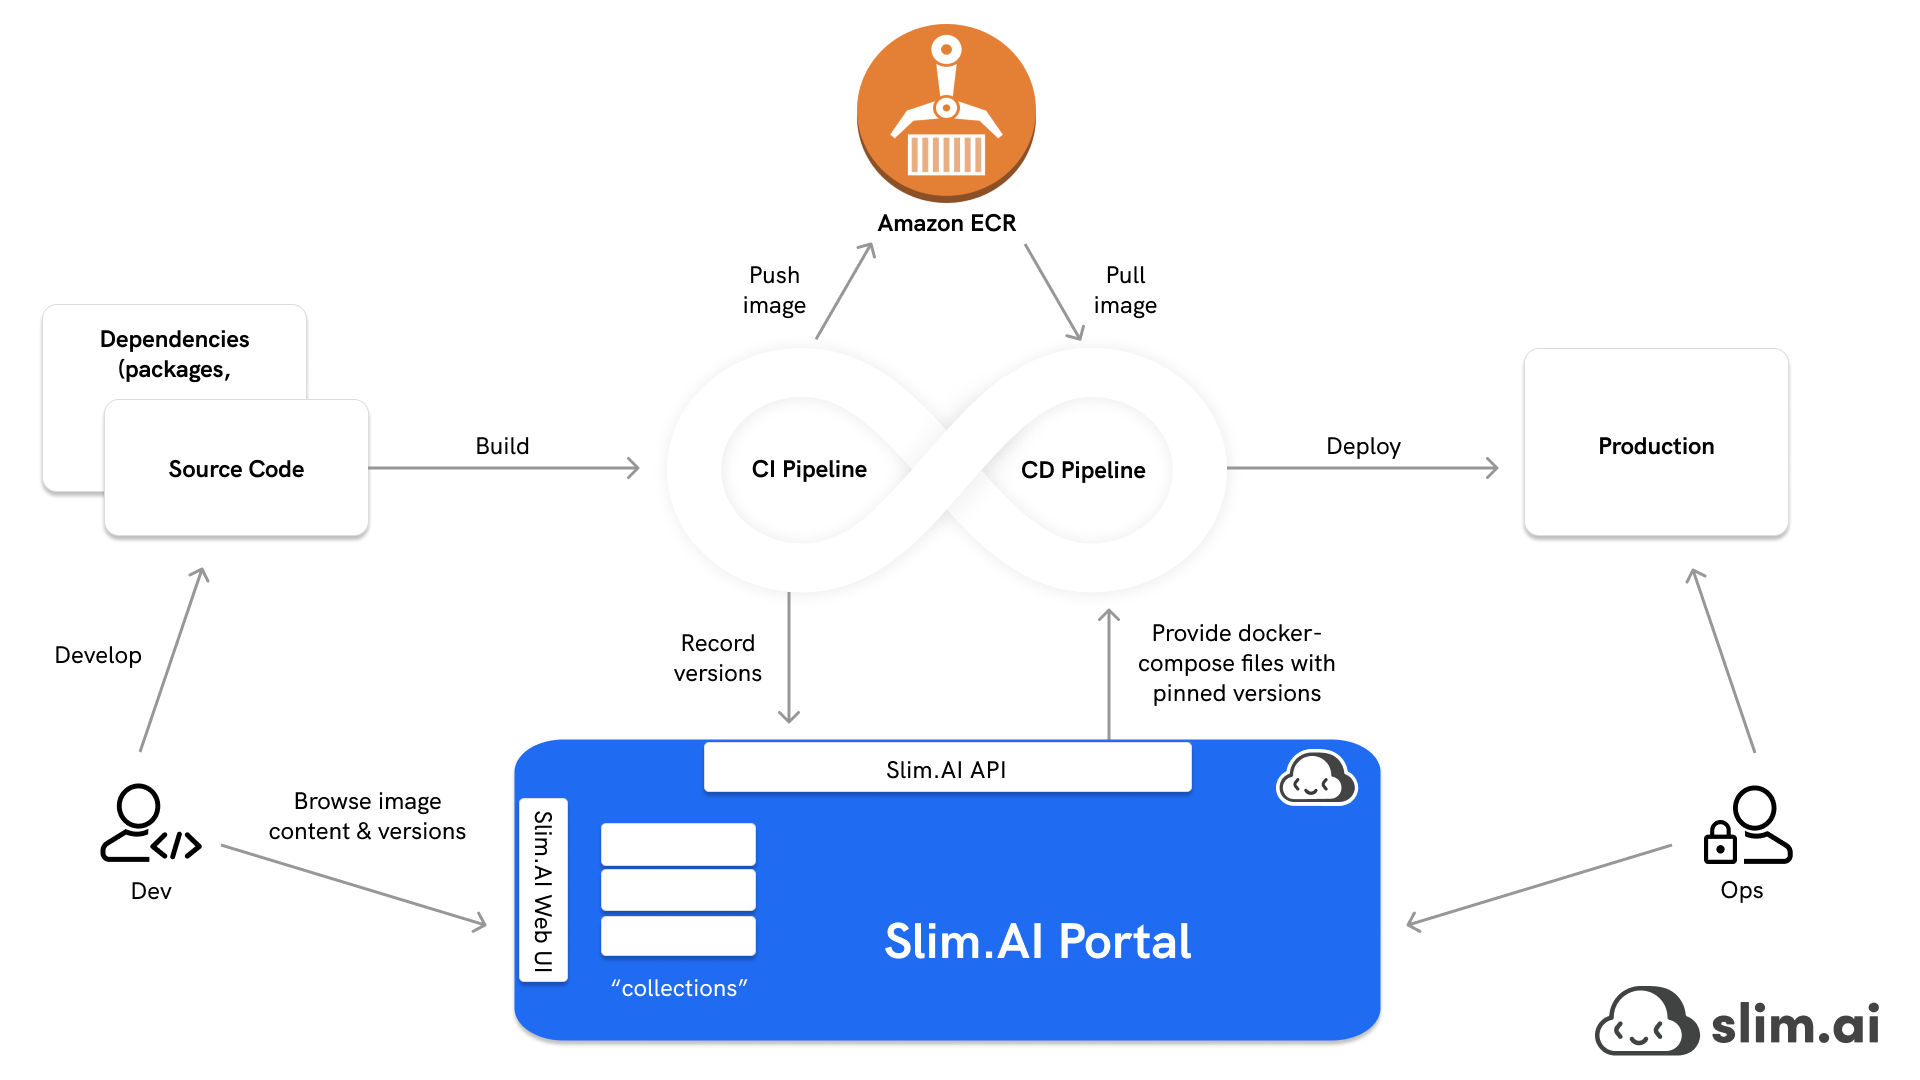 Amazon ECR
Push
image
Pull
image
Dependencies
(packages,
Source Code
Build
CI Pipeline
CD Pipeline
Deploy
Production
Develop
Record
versions
Provide docker-
compose files with
pinned versions
Slim.AI API
Browse image
content & versions
</>
Dev
Ops
Slim.AI Web UI
Slim.AI Portal
“collections”
slim.ai